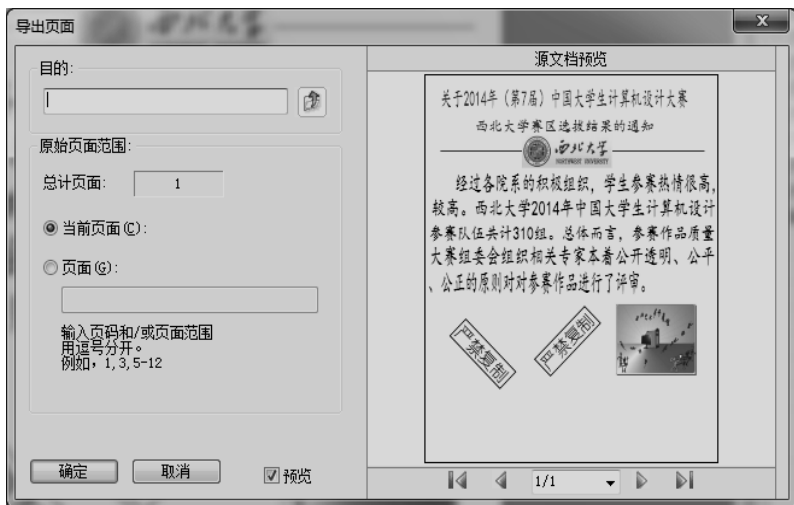 导出页面
目的:
原始页面范围:
总计页面: 1
当前页面(C):
页面(G):
输入页码和/或页面范围
用逗号分开。
例如，1,3,5-12
确定 取消 预览
源文档预览
关于2014年（第7届）中国大学生计算机设计大赛
西北大学赛区选拔结果的通知
西北大学
NORTHWEST UNIVERSITY
经过各院系的积极组织，学生参赛热情很高，
较高。西北大学2014年中国大学生计算机设计
参赛队伍共计310组。总体而言，参赛作品质量
大赛组委会组织相关专家本着公开透明、公平
、公正的原则对对参赛作品进行了评审。
严禁复制
严禁复制
1/1